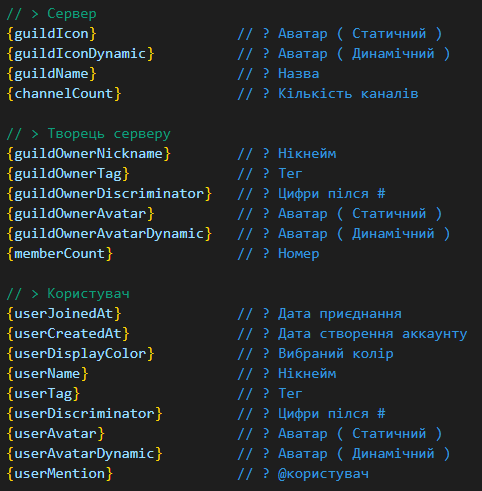 // > Сервер
{guildIcon} // ? Аватар ( Статичний )
{guildIconDynamic} // ? Аватар ( Динамічний )
{guildName} // ? Назва
{channelCount} // ? Кількість каналів
// > Творець серверу
{guildOwnerNickname} // ? Нікнейм
{guildOwnerTag} // ? Тег
{guildOwnerDiscriminator} // ? Цифри пілся #
{guildOwnerAvatar} // ? Аватар ( Статичний )
{guildOwnerAvatarDynamic} // ? Аватар ( Динамічний )
{memberCount} // ? Номер
// > Користувач
{userJoinedAt} // ? Дата приєднання
{userCreatedAt} // ? Дата створення аккаунту
{userDisplayColor} // ? Вибраний колір
{userName} // ? Нікнейм
{userTag} // ? Тег
{userDiscriminator} // ? Цифри пілся #
{userAvatar} // ? Аватар ( Статичний )
{userAvatarDynamic} // ? Аватар ( Динамічний )
{userMention} // ? @користувач